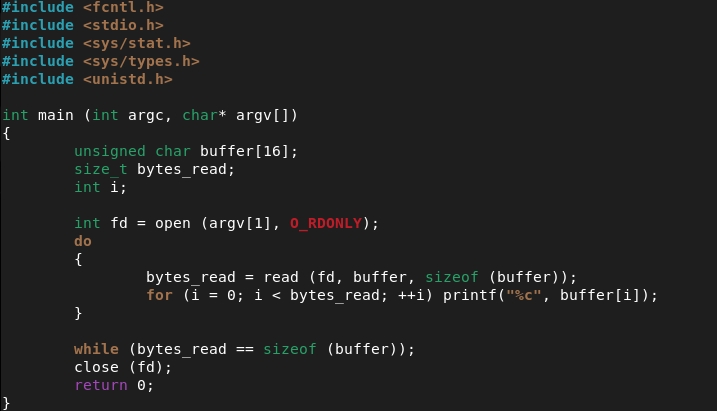 #include <fcntl.h>
#include <stdio.h>
#include <sys/stat.h>
#include <sys/types.h>
#include <unistd.h>
int main (int argc, char* argv[])
{
unsigned char buffer[16];
size_t bytes_read;
int i;
int fd = open (argv[1], O_RDONLY);
do
{
bytes_read = read (fd, buffer, sizeof (buffer));
for (i = 0; i < bytes_read; ++i) printf("%c", buffer[i]);
}
while (bytes_read == sizeof (buffer));
close (fd);
return 0;
}